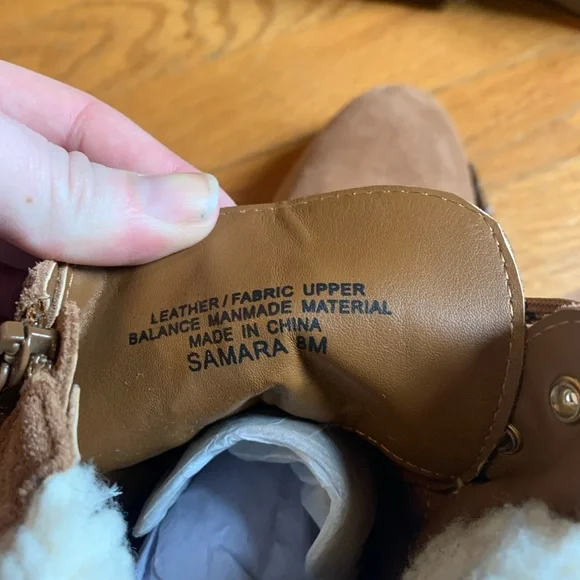 LEATHER/FABRIC UPPER
BALANCE MANMADE MATERIAL
MADE IN CHINA
SAMARA 8M